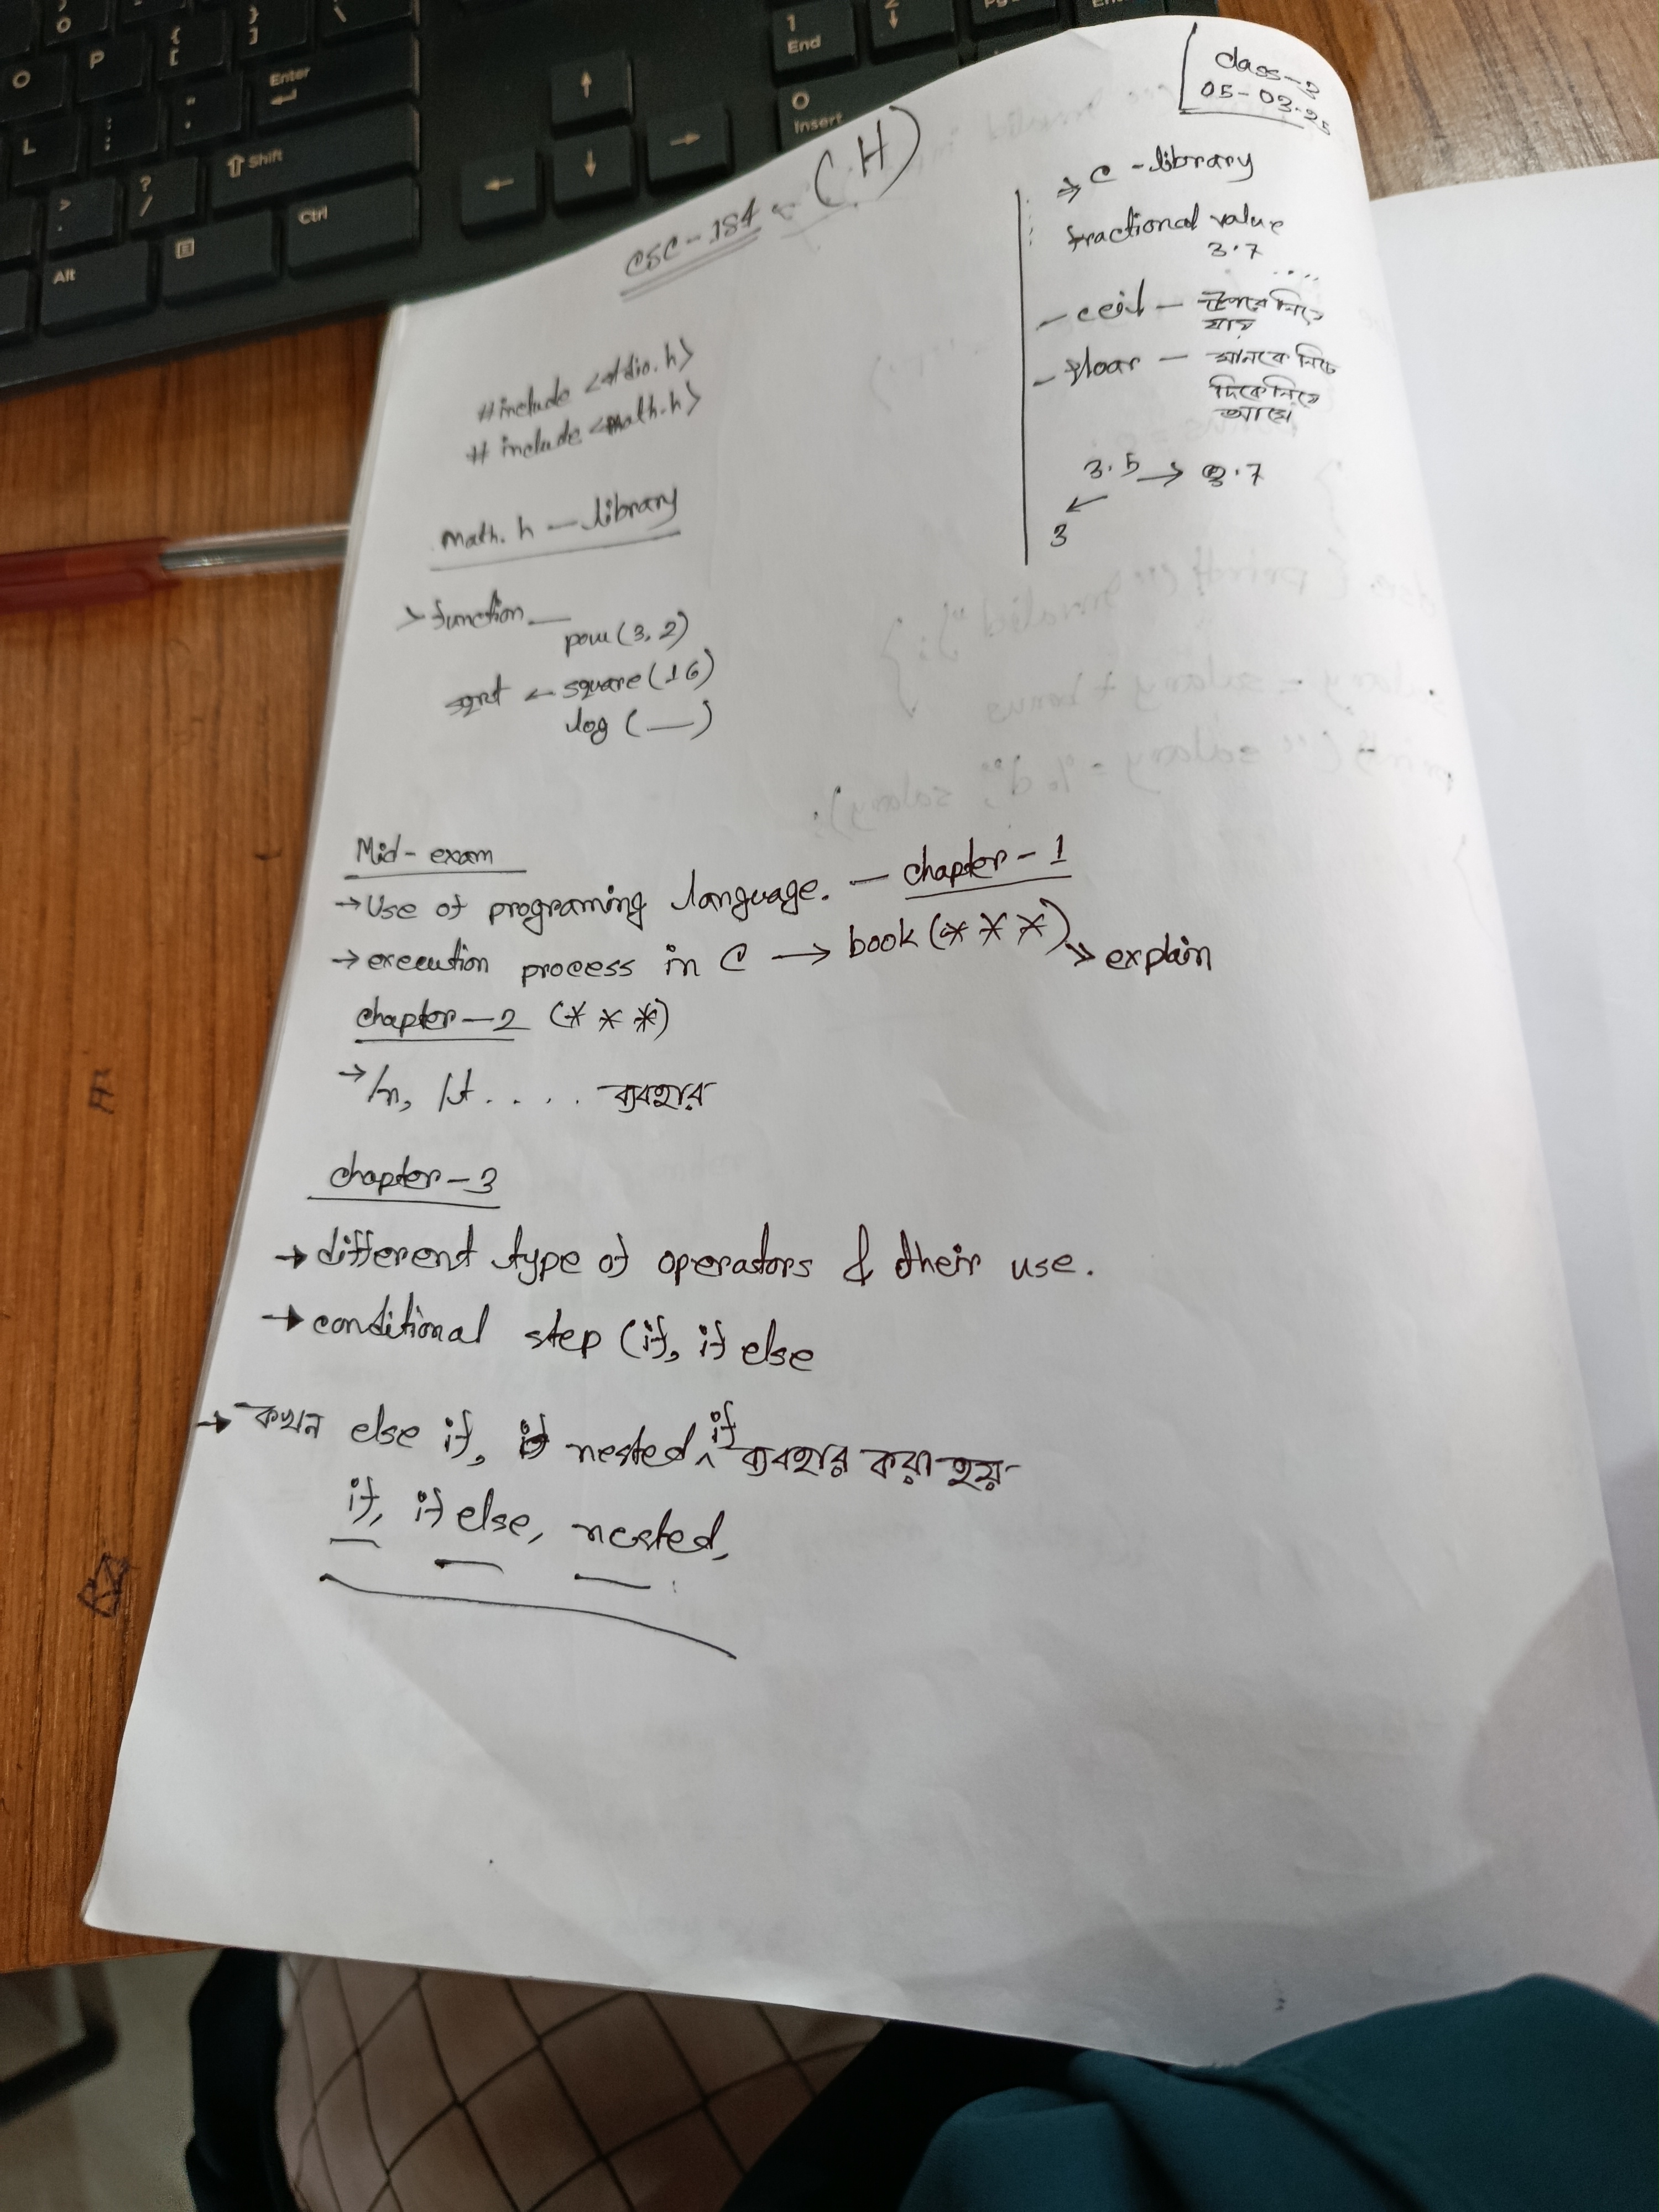 class-3
05-03-25
CSC-184 (H)
#include <stdio.h>
# include <math.h>
math.h — library
> function —
pow(3,2)
sqrt ← square(16)
log (—)
→ C -library
fractional value
3.7
....
- ceil — উপরে নিয়ে
যায়
- floar — মানকে নিচে
দিকে নিয়ে
আসে
3.5 → 3.7
3
Mid-exam
→ Use of programing language. — chapter-1
→ execution process in C → book (***) → explain
chapter-2 (***)
→ /n, /t . . . . ব্যবহার
chapter-3
→ different type of operators & their use.
→ conditional step (if, if else
→ কখন else if, nested if ব্যবহার করা হয়
if, if else, nested,
O
P
{
[
}
]
\
Enter
L
:
;
"
'
Shift
>
.
?
/
Ctrl
Alt
1
End
2
0
Insert